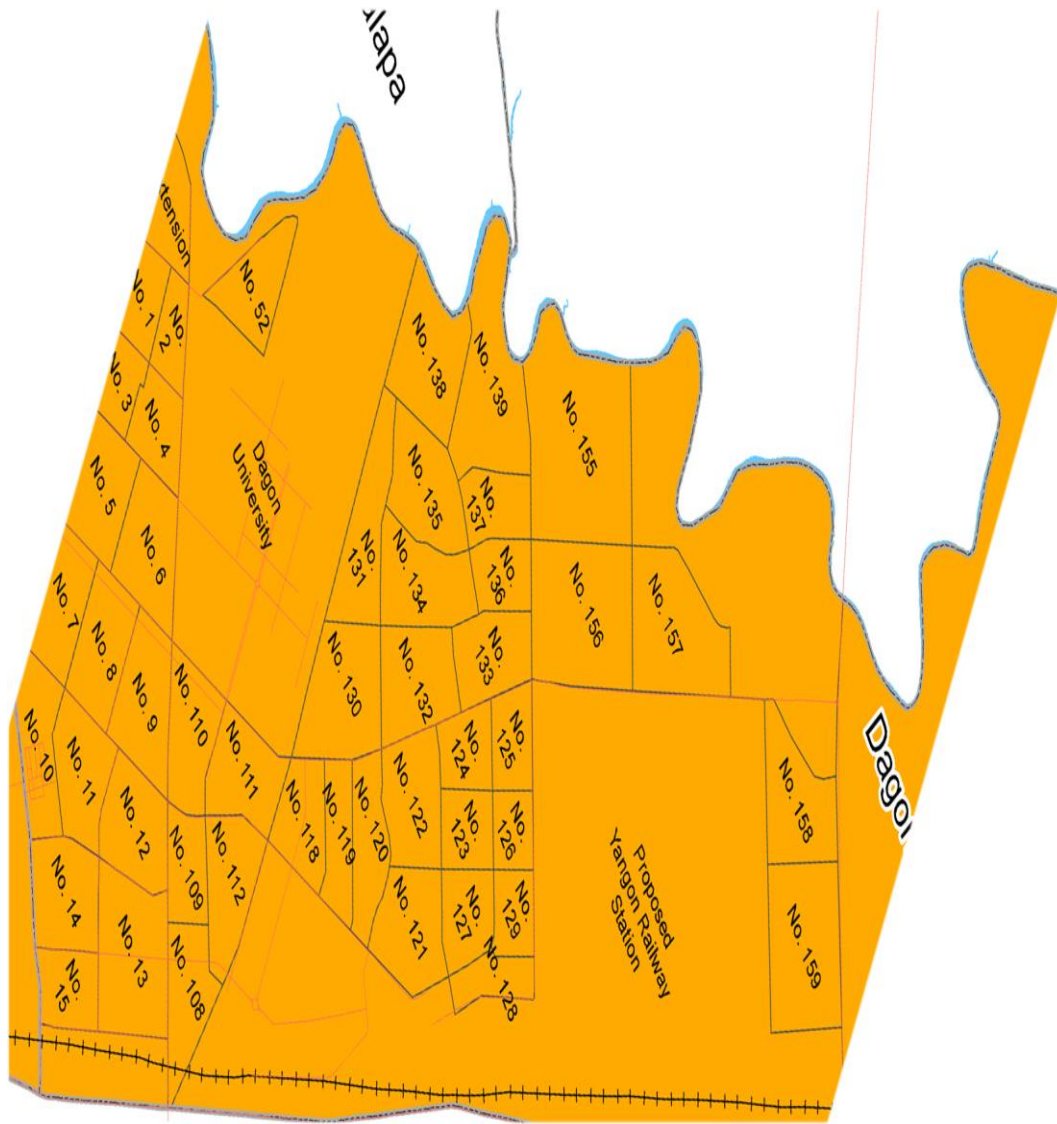 ulapa
xtension
No. 52
No. 1
No.
2
No. 3
No. 4
No. 138
No. 139
No. 155
Dagon
University
No. 5
No. 135
No.
137
No. 6
No.
131
No. 134
No.
136
No. 156
No. 157
No. 7
No. 8
No. 9
No. 110
No. 130
No. 132
No.
133
No. 10
No. 11
No. 111
No.
124
No.
125
Dagon
No. 12
No. 118
No. 119
No. 120
No. 122
No.
123
No.
126
No. 158
No. 109
No. 112
Proposed
Yangon Railway
Station
No. 14
No. 13
No. 121
No.
127
No.
129
No. 159
No.
15
No. 108
No. 128